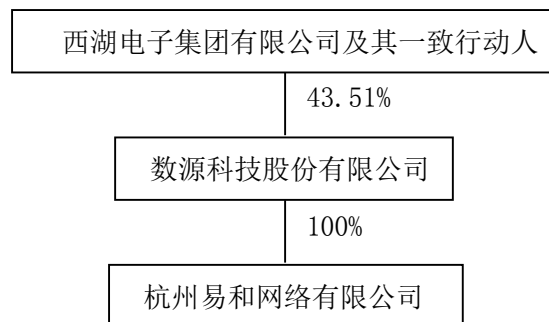 西湖电子集团有限公司及其一致行动人
43.51%
数源科技股份有限公司
100%
杭州易和网络有限公司